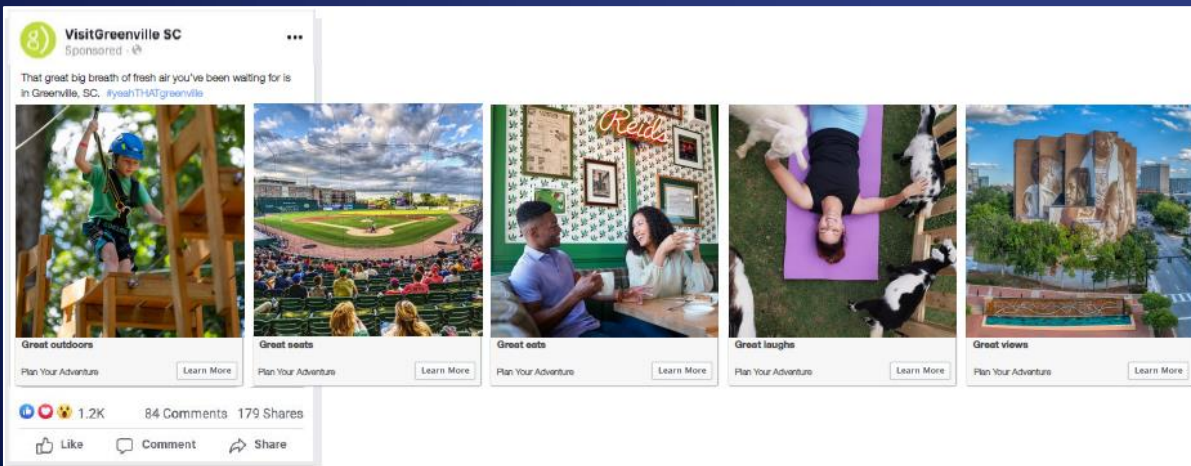 VisitGreenville SC
Sponsored ·
That great big breath of fresh air you've been waiting for is
in Greenville, SC. #yeahTHATgreenville
Reids
Great outdoors
Plan Your Adventure
Learn More
Great seats
Plan Your Adventure
Learn More
Great eats
Plan Your Adventure
Learn More
Great laughs
Plan Your Adventure
Learn More
Great views
Plan Your Adventure
Learn More
1.2K 84 Comments 179 Shares
Like Comment Share